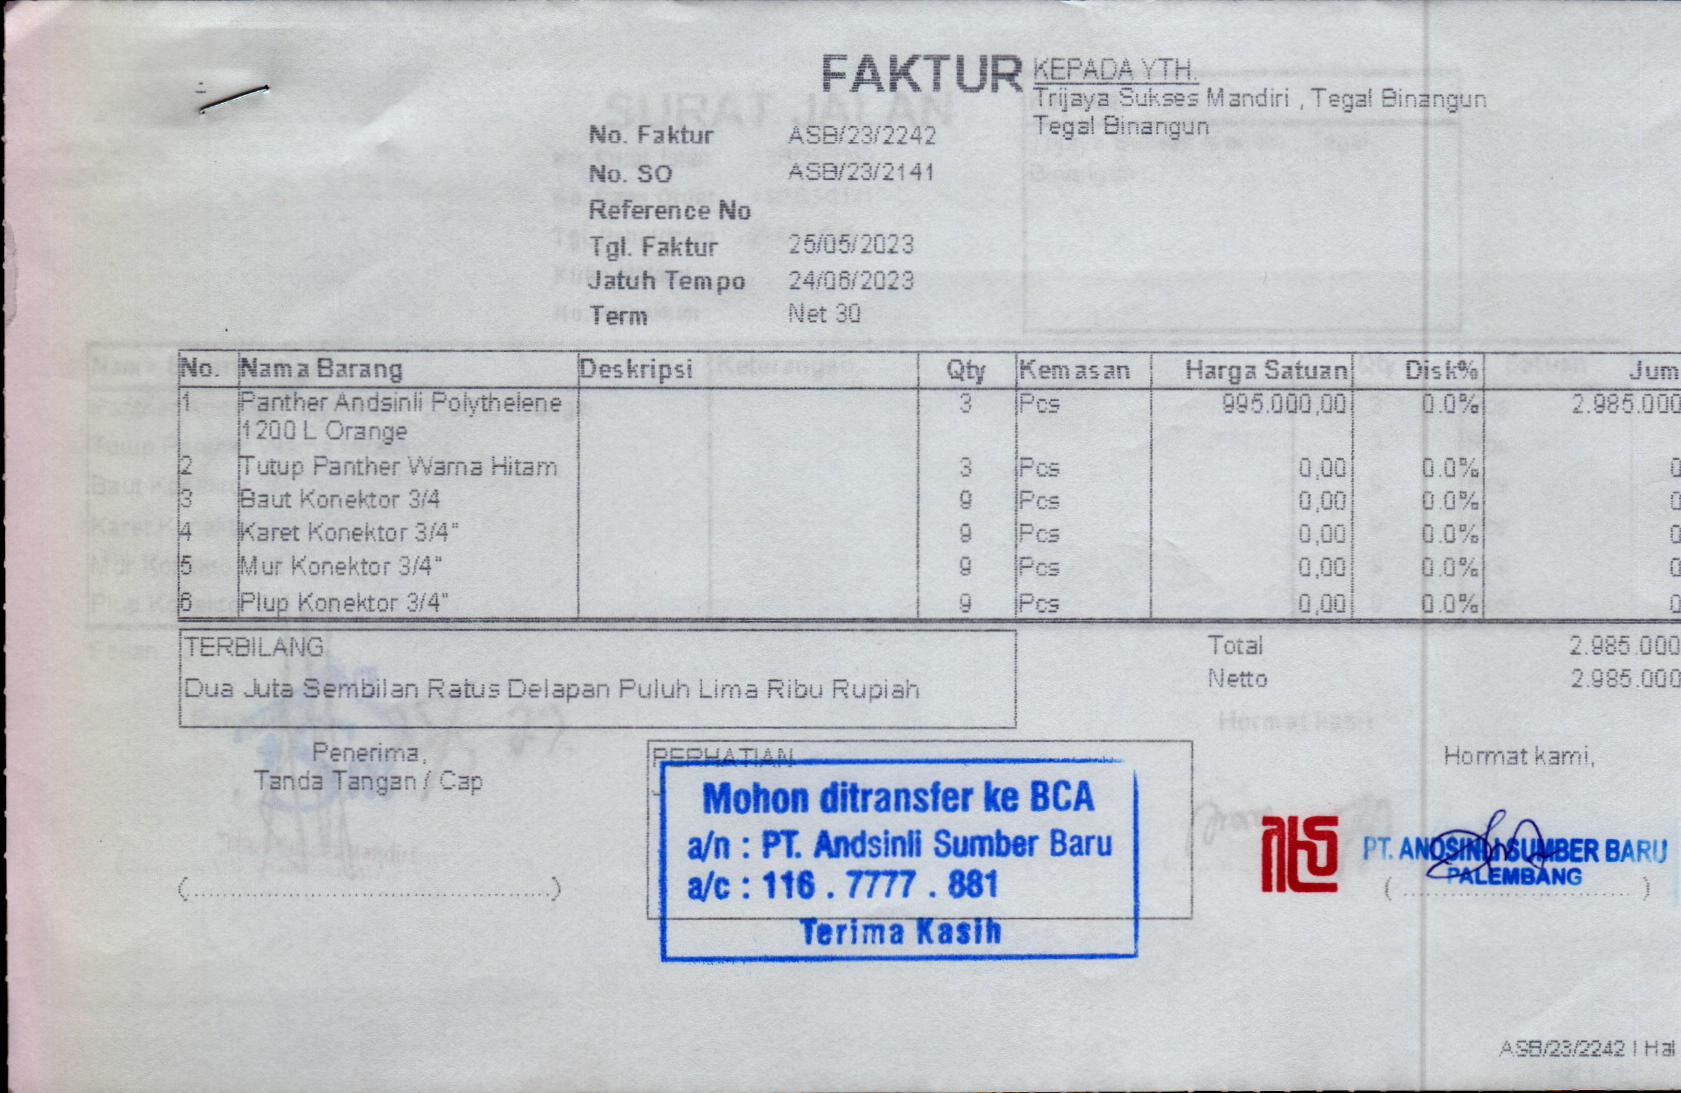 FAKTUR
KEPADA YTH.
Trijaya Sukses Mandiri , Tegal Binangun
Tegal Binangun
No. Faktur ASB/23/2242
No. SO ASB/23/2141
Reference No
Tgl. Faktur 25/05/2023
Jatuh Tempo 24/06/2023
Term Net 30
No. Nama Barang Deskripsi Qty Kemasan Harga Satuan Disk% Jum
1 Panther Andsinli Polythelene 3 Pcs 995.000,00 0.0% 2.985.000
1200 L Orange
2 Tutup Panther Warna Hitam 3 Pcs 0,00 0.0% 0
3 Baut Konektor 3/4 9 Pcs 0,00 0.0% 0
4 Karet Konektor 3/4" 9 Pcs 0,00 0.0% 0
5 Mur Konektor 3/4" 9 Pcs 0,00 0.0% 0
6 Plup Konektor 3/4" 9 Pcs 0,00 0.0% 0
TERBILANG
Dua Juta Sembilan Ratus Delapan Puluh Lima Ribu Rupiah
Total 2.985.000
Netto 2.985.000
Penerima,
Tanda Tangan / Cap
(....................................................)
PERHATIAN
Mohon ditransfer ke BCA
a/n : PT. Andsinli Sumber Baru
a/c : 116 . 7777 . 881
Terima Kasih
Hormat kami,
PT. ANDSINLI SUMBER BARU
PALEMBANG
(..................................)
ASB/23/2242 | Hal